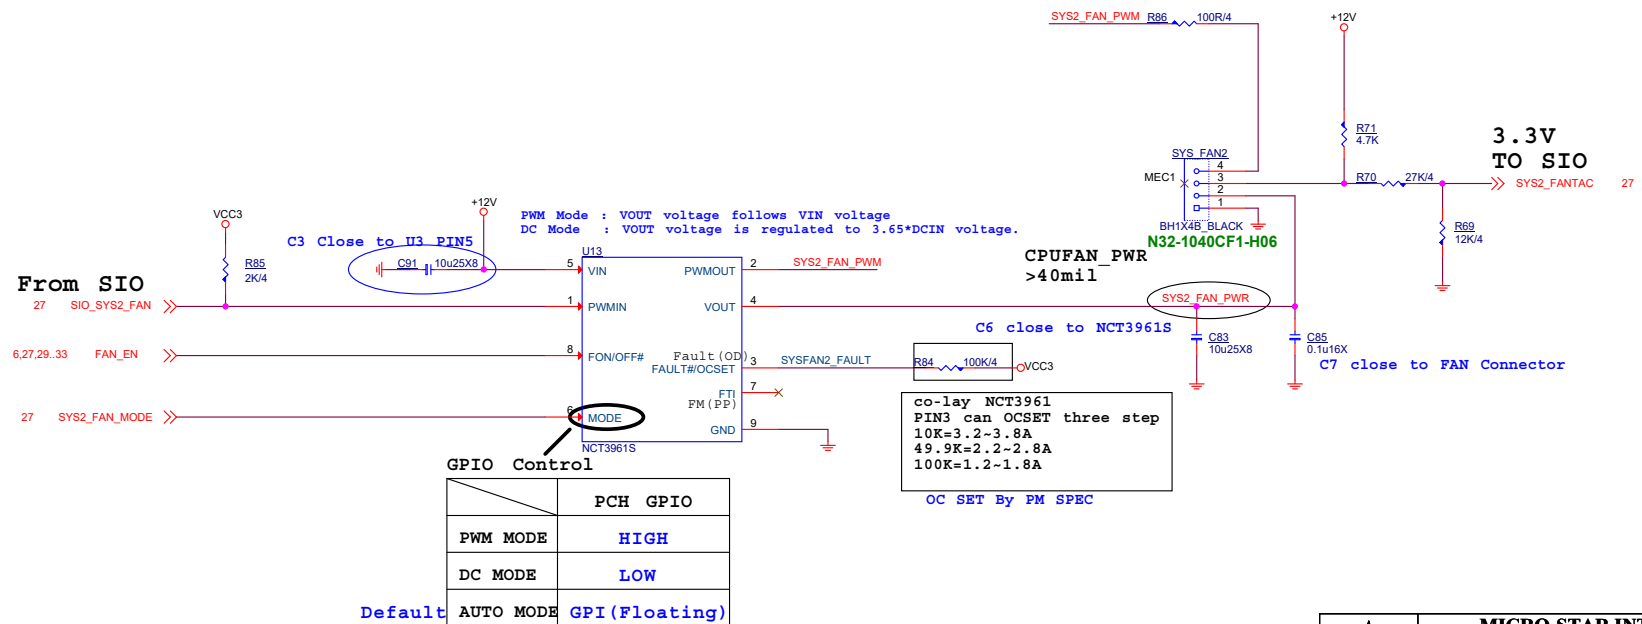 SYS2_FAN_PWM R86 100R/4
+12V
R71
4.7K
3.3V
TO SIO
SYS_FAN2
4
MEC1
3
2
1
R70 27K/4
SYS2_FANTAC 27
BH1X4B_BLACK
N32-1040CF1-H06
R69
12K/4
VCC3
+12V
PWM Mode : VOUT voltage follows VIN voltage
DC Mode : VOUT voltage is regulated to 3.65*DCIN voltage.
C3 Close to U3 PIN5
U13
C91 10u25X8
R85
2K/4
5 VIN
PWMOUT 2 SYS2_FAN_PWM
CPUFAN_PWR
>40mil
From SIO
27 SIO_SYS2_FAN
1 PWMIN
VOUT 4
SYS2_FAN_PWR
C6 close to NCT3961S
C83
10u25X8
C85
0.1u16X
C7 close to FAN Connector
6,27,29..33 FAN_EN
8 FON/OFF#
Fault(OD)
FAULT#/OCSET 3 SYSFAN2_FAULT
R84 100K/4
VCC3
FTI 7
FM(PP)
27 SYS2_FAN_MODE
6 MODE
GND 9
NCT3961S
co-lay NCT3961
PIN3 can OCSET three step
10K=3.2~3.8A
49.9K=2.2~2.8A
100K=1.2~1.8A
OC SET By PM SPEC
GPIO Control
PCH GPIO
PWM MODE HIGH
DC MODE LOW
Default AUTO MODE GPI(Floating)